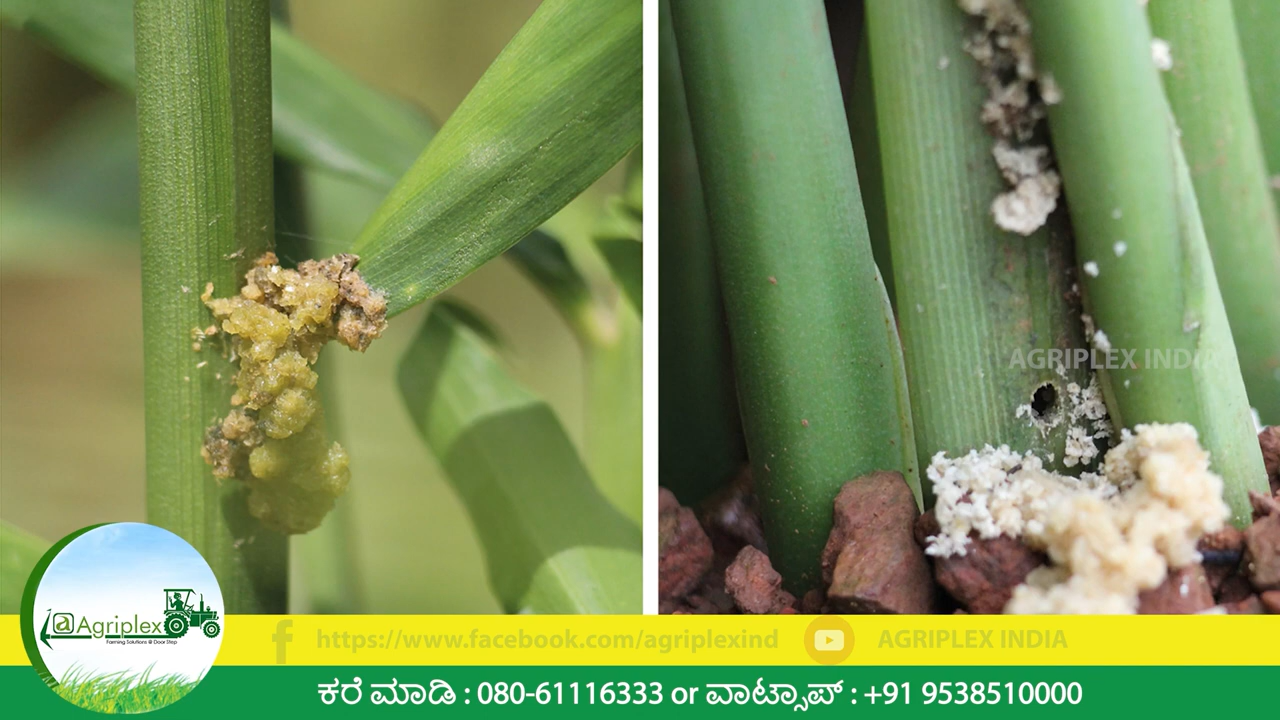 AGRIPLEX INDIA
@Agriplex
Farming Solutions @ Door Step
https://www.facebook.com/agriplexind
AGRIPLEX INDIA
ಕರೆ ಮಾಡಿ : 080-61116333 or ವಾಟ್ಸಾಪ್ : +91 9538510000